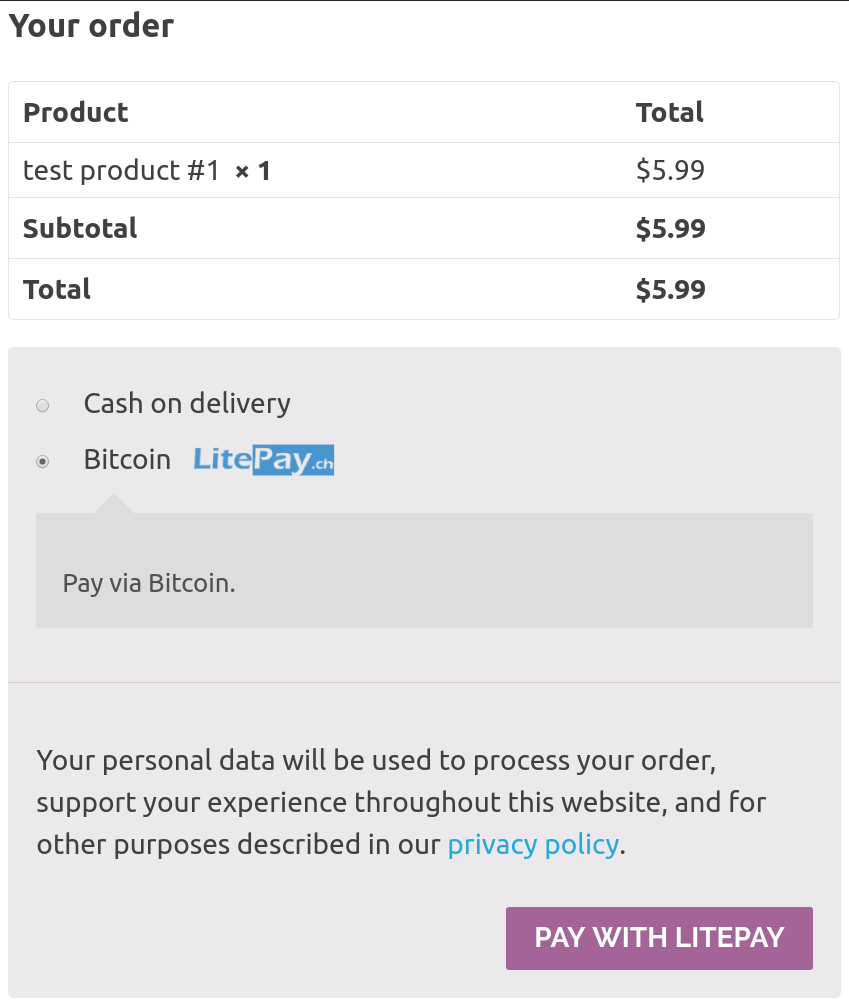 Your order
Product Total
test product #1 × 1 $5.99
Subtotal $5.99
Total $5.99
Cash on delivery
Bitcoin LitePay.ch
Pay via Bitcoin.
Your personal data will be used to process your order,
support your experience throughout this website, and for
other purposes described in our privacy policy.
PAY WITH LITEPAY